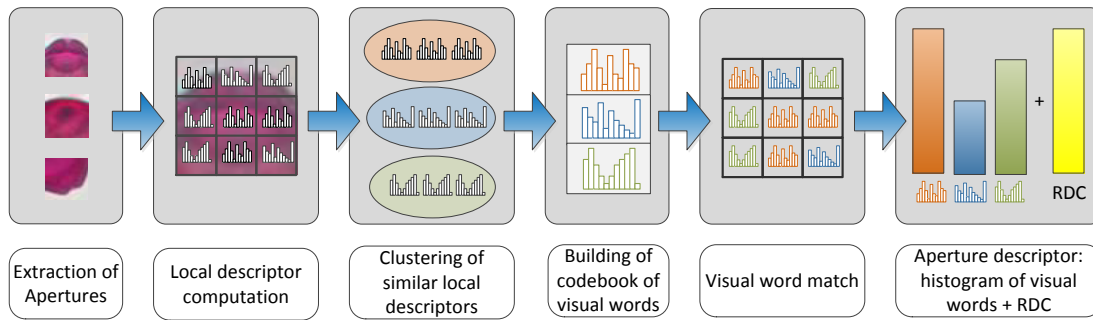 +
RDC
Extraction of
Apertures
Local descriptor
computation
Clustering of
similar local
descriptors
Building of
codebook of
visual words
Visual word match
Aperture descriptor:
histogram of visual
words + RDC